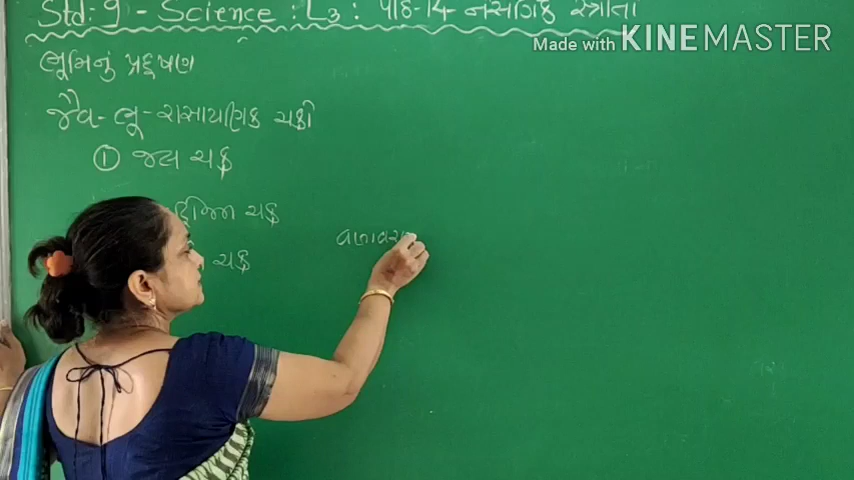 Std-9 - Science : L3 : પાઠ-14- નૈસર્ગિક સ્ત્રોતો
Made with KINEMASTER
ભૂમિનું પ્રદૂષણ
જૈવ-ભૂ-રાસાયણિક ચક્રો
① જલ ચક્ર
ચક્ર
ચક્ર